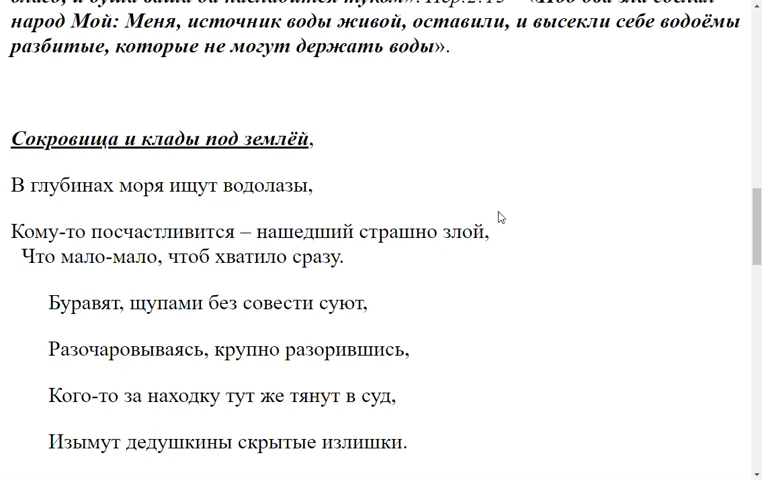 народ Мой: Меня, источник воды живой, оставили, и высекли себе водоёмы
разбитые, которые не могут держать воды».
Сокровища и клады под землёй,
В глубинах моря ищут водолазы,
Кому-то посчастливится – нашедший страшно злой,
Что мало-мало, чтоб хватило сразу.
Буравят, щупами без совести суют,
Разочаровываясь, крупно разорившись,
Кого-то за находку тут же тянут в суд,
Изымут дедушкины скрытые излишки.